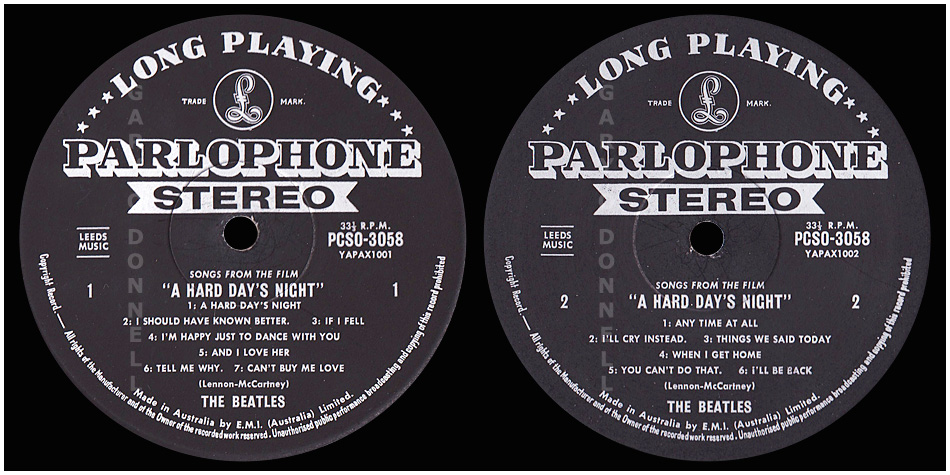 LONG PLAYING
TRADE £ MARK.
PARLOPHONE
STEREO
LEEDS
MUSIC
33⅓ R.P.M.
PCSO-3058
YAPAX1001
SONGS FROM THE FILM
"A HARD DAY'S NIGHT"
1 1
1: A HARD DAY'S NIGHT
2: I SHOULD HAVE KNOWN BETTER. 3: IF I FELL
4: I'M HAPPY JUST TO DANCE WITH YOU
5: AND I LOVE HER
6: TELL ME WHY. 7: CAN'T BUY ME LOVE
(Lennon-McCartney)
THE BEATLES
Made in Australia by E.M.I. (Australia) Limited.
Copyright Record.— All rights of the Manufacturer and of the Owner of the recorded work reserved. Unauthorised public performance broadcasting and copying of this record prohibited
GARY DONNELL
LONG PLAYING
TRADE £ MARK.
PARLOPHONE
STEREO
LEEDS
MUSIC
33⅓ R.P.M.
PCSO-3058
YAPAX1002
SONGS FROM THE FILM
"A HARD DAY'S NIGHT"
2 2
1: ANY TIME AT ALL
2: I'LL CRY INSTEAD. 3: THINGS WE SAID TODAY
4: WHEN I GET HOME
5: YOU CAN'T DO THAT. 6: I'LL BE BACK
(Lennon-McCartney)
THE BEATLES
Made in Australia by E.M.I. (Australia) Limited.
Copyright Record.— All rights of the Manufacturer and of the Owner of the recorded work reserved. Unauthorised public performance broadcasting and copying of this record prohibited
GARY DONNELL